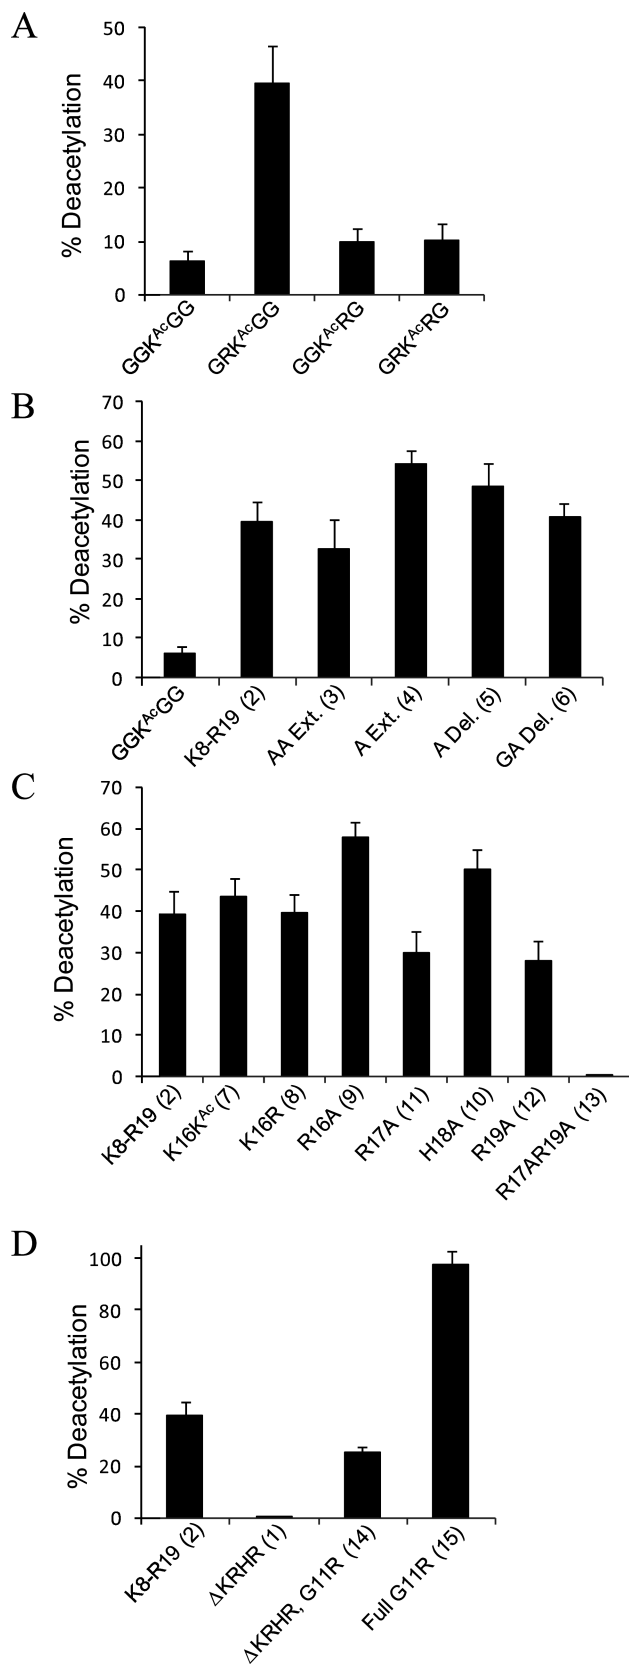 A
% Deacetylation
50
40
30
20
10
0
GGKᴬᶜGG
GRKᴬᶜGG
GGKᴬᶜRG
GRKᴬᶜRG
B
% Deacetylation
70
60
50
40
30
20
10
0
GGKᴬᶜGG
K8-R19 (2)
AA Ext. (3)
A Ext. (4)
A Del. (5)
GA Del. (6)
C
% Deacetylation
70
60
50
40
30
20
10
0
K8-R19 (2)
K16Kᴬᶜ (7)
K16R (8)
R16A (9)
R17A (11)
H18A (10)
R19A (12)
R17AR19A (13)
D
% Deacetylation
100
80
60
40
20
0
K8-R19 (2)
ΔKRHR (1)
ΔKRHR, G11R (14)
Full G11R (15)